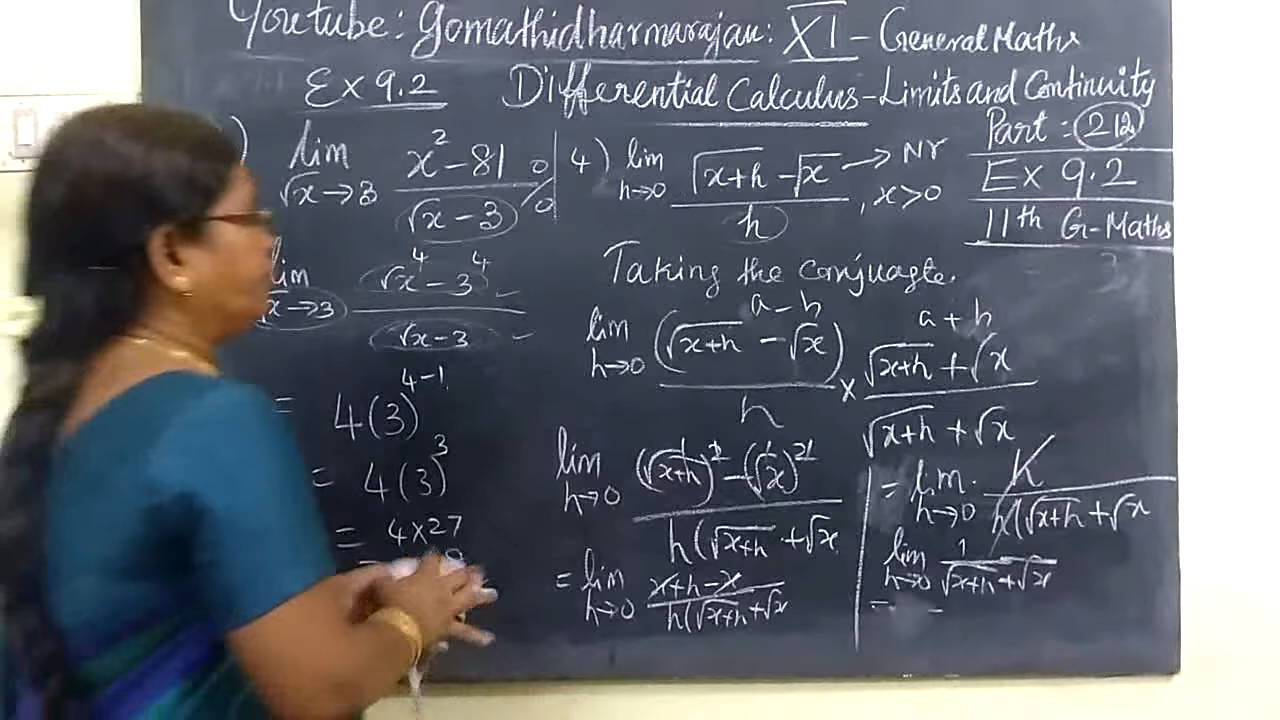 Youtube: Gomathidharmarajan: XI - General Maths
Ex 9.2 Differential Calculus - Limits and Continuity
Part: 212
Ex 9.2
11th G-Maths
) lim √x→3 x² - 81 / √x - 3 0/0
lim √x→3 √x⁴ - 3⁴ / √x - 3
= 4(3)⁴⁻¹
= 4(3)³
= 4×27
4) lim h→0 √x+h - √x / h → Nr , x>0
Taking the conjuagte.
a - b a + b
lim h→0 (√x+h - √x) / h × √x+h + √x / √x+h + √x
lim h→0 (√x+h)² - (√x)² / h(√x+h + √x
= lim h→0 x+h-x / h(√x+h + √x
= lim h→0 h / h(√x+h + √x
lim h→0 1 / √x+h + √x
=